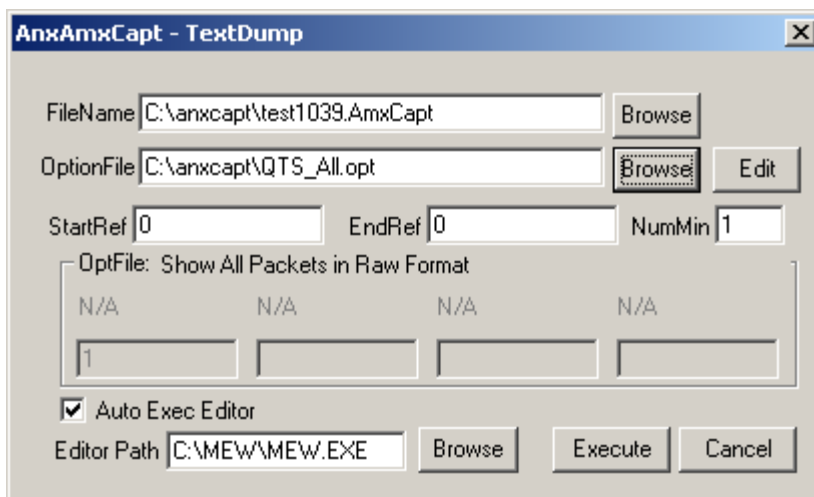 AnxAmxCapt - TextDump
FileName C:\anxcapt\test1039.AmxCapt Browse
OptionFile C:\anxcapt\QTS_All.opt Browse Edit
StartRef 0 EndRef 0 NumMin 1
OptFile: Show All Packets in Raw Format
N/A N/A N/A N/A
1
Auto Exec Editor
Editor Path C:\MEW\MEW.EXE Browse Execute Cancel